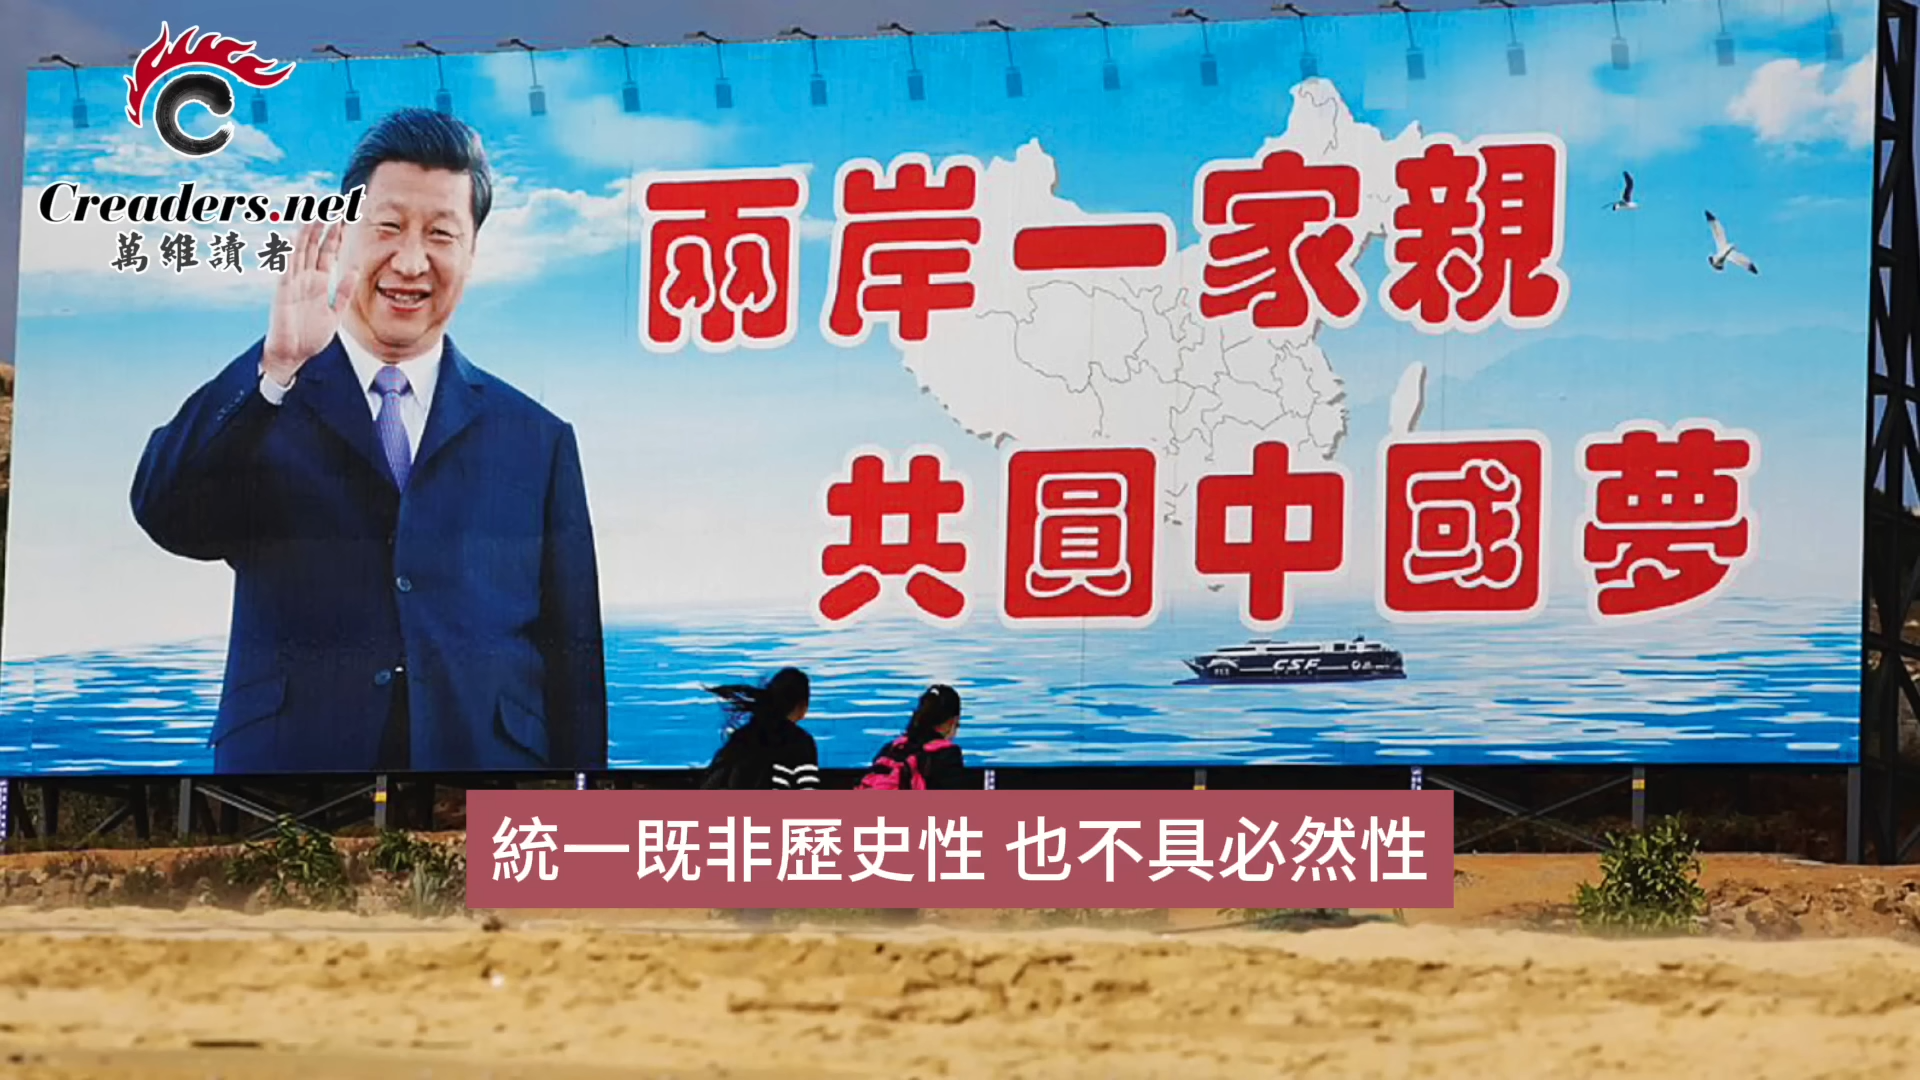 Creaders.net
萬維讀者
兩岸一家親
共圓中國夢
CSF
統一既非歷史性 也不具必然性